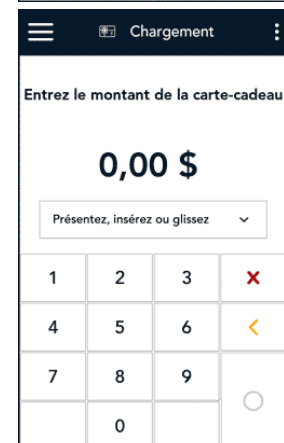 Chargement
Entrez le montant de la carte-cadeau
0,00 $
Présentez, insérez ou glissez
1 2 3
4 5 6
7 8 9
0